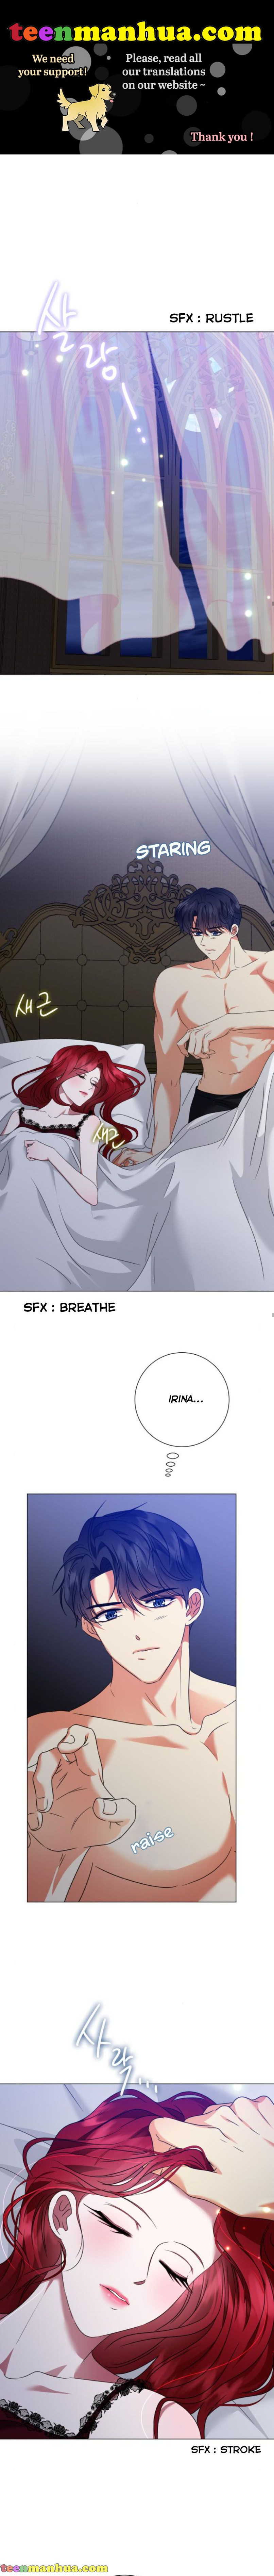 teenmanhua.com
We need
your support!
Please, read all
our translations
on our website ~
Thank you !
사
SFX : RUSTLE
랑
STARING
새근
새근
SFX : BREATHE
IRINA...
raise
사락...
SFX : STROKE
teenmanhua.com